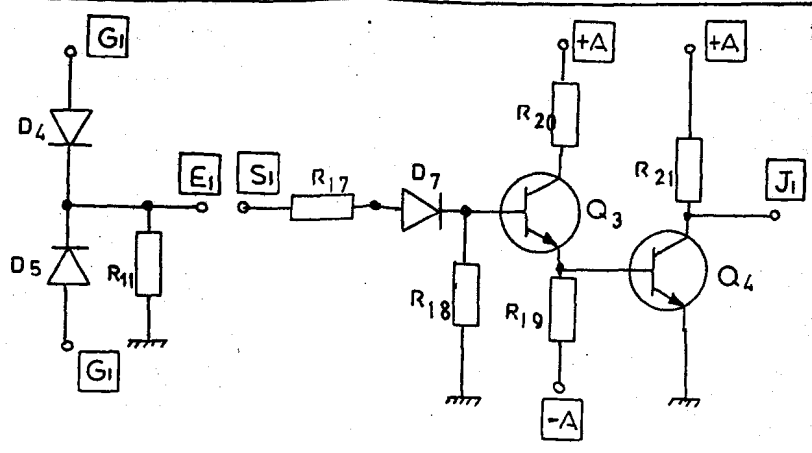 G1
+A
+A
D4
R20
E1
S1
R17
D7
R21
J1
Q3
D5
R11
R18
R19
Q4
G1
-A